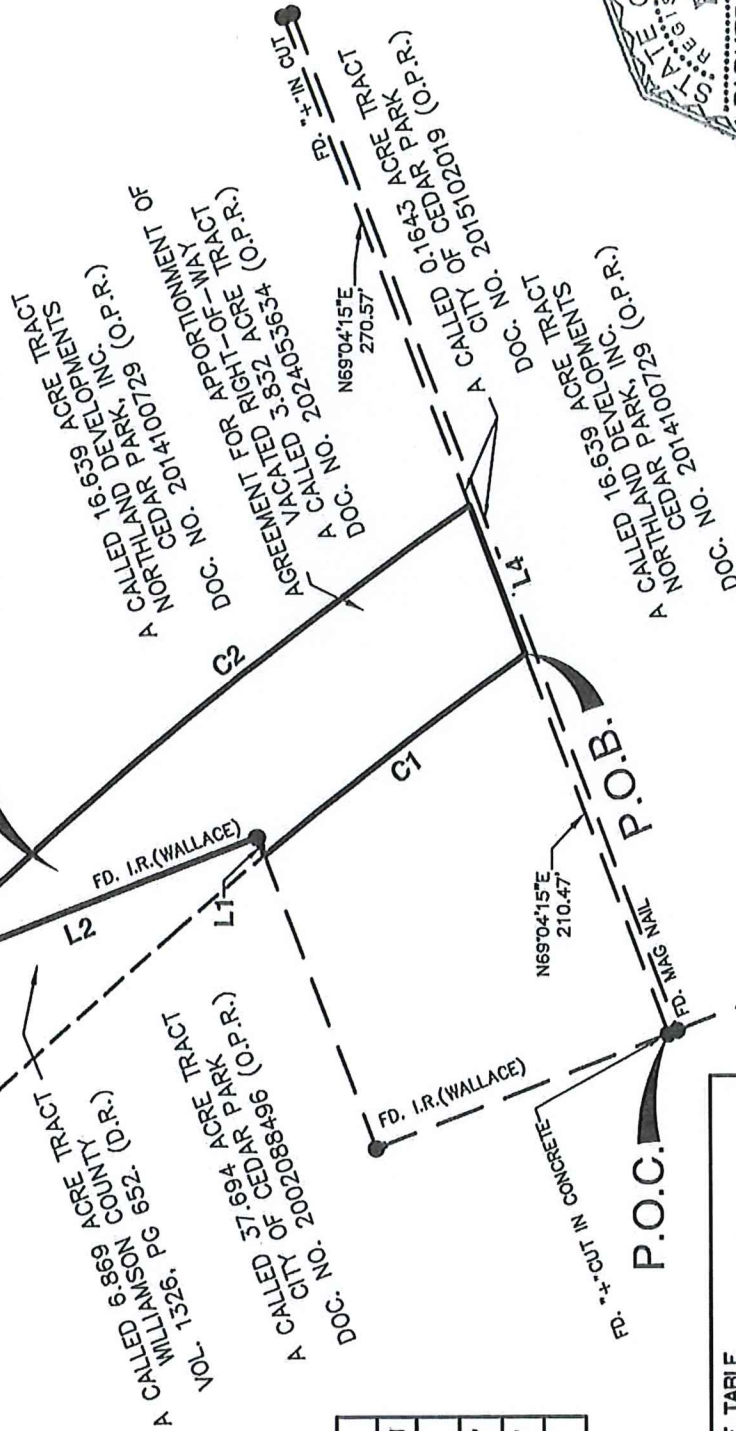 STATE
REGIS
FD. "+"IN CUT
N69°04'15"E
270.57'
A CALLED 0.1643 ACRE TRACT
CITY OF CEDAR PARK
DOC. NO. 2015102019 (O.P.R.)
A CALLED 16.639 ACRE TRACT
NORTHLAND DEVELOPMENTS
CEDAR PARK, INC.
DOC. NO. 2014100729 (O.P.R.)
AGREEMENT FOR APPORTIONMENT OF
VACATED RIGHT-OF-WAY
A CALLED 3.832 ACRE TRACT
DOC. NO. 2024053634 (O.P.R.)
A CALLED 16.639 ACRE TRACT
NORTHLAND DEVELOPMENTS
CEDAR PARK, INC.
DOC. NO. 2014100729 (O.P.R.)
C2
L4
C1
P.O.B.
FD. I.R.(WALLACE)
L2
L1
N69°04'15"E
210.47'
FD. MAG NAIL
A CALLED 6.869 ACRE TRACT
WILLIAMSON COUNTY
VOL. 1326, PG 652. (D.R.)
A CALLED 37.694 ACRE TRACT
CITY OF CEDAR PARK
DOC. NO. 2002088496 (O.P.R.)
FD. I.R.(WALLACE)
FD. "+"CUT IN CONCRETE
P.O.C.
TABLE